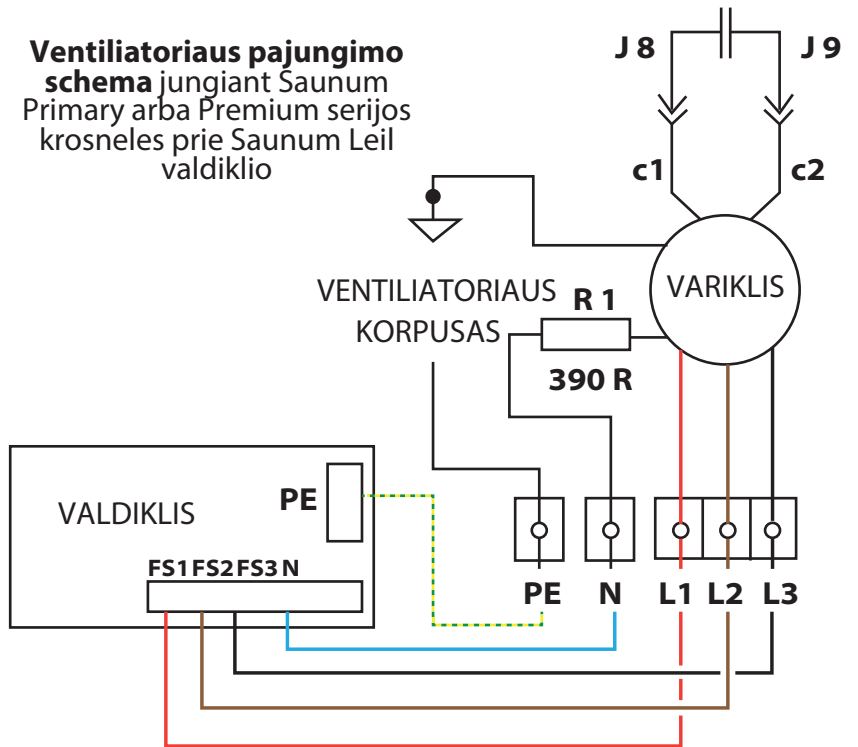 Ventiliatoriaus pajungimo
schema jungiant Saunum
Primary arba Premium serijos
krosneles prie Saunum Leil
valdiklio
J 8
J 9
c1
c2
VARIKLIS
VENTILIATORIAUS
KORPUSAS
R 1
390 R
VALDIKLIS
PE
FS1 FS2 FS3 N
PE
N
L1
L2
L3